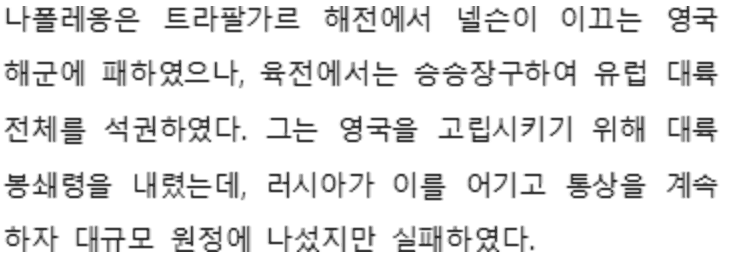 나폴레옹은 트라팔가르 해전에서 넬슨이 이끄는 영국
해군에 패하였으나, 육전에서는 승승장구하여 유럽 대륙
전체를 석권하였다. 그는 영국을 고립시키기 위해 대륙
봉쇄령을 내렸는데, 러시아가 이를 어기고 통상을 계속
하자 대규모 원정에 나섰지만 실패하였다.